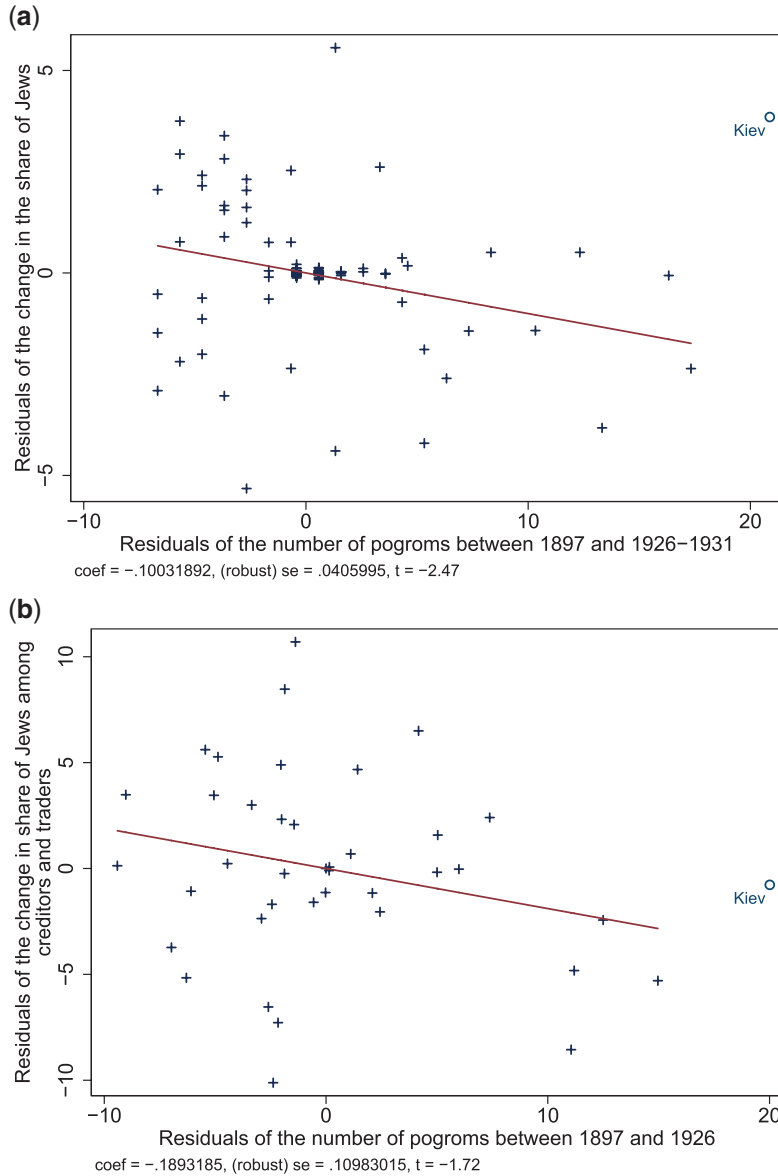 (a)
Residuals of the change in the share of Jews
5
0
−5
Kiev
−10
0
10
20
Residuals of the number of pogroms between 1897 and 1926−1931
coef = −.10031892, (robust) se = .0405995, t = −2.47
(b)
Residuals of the change in share of Jews among
creditors and traders
10
5
0
−5
−10
Kiev
−10
0
10
20
Residuals of the number of pogroms between 1897 and 1926
coef = −.1893185, (robust) se = .10983015, t = −1.72